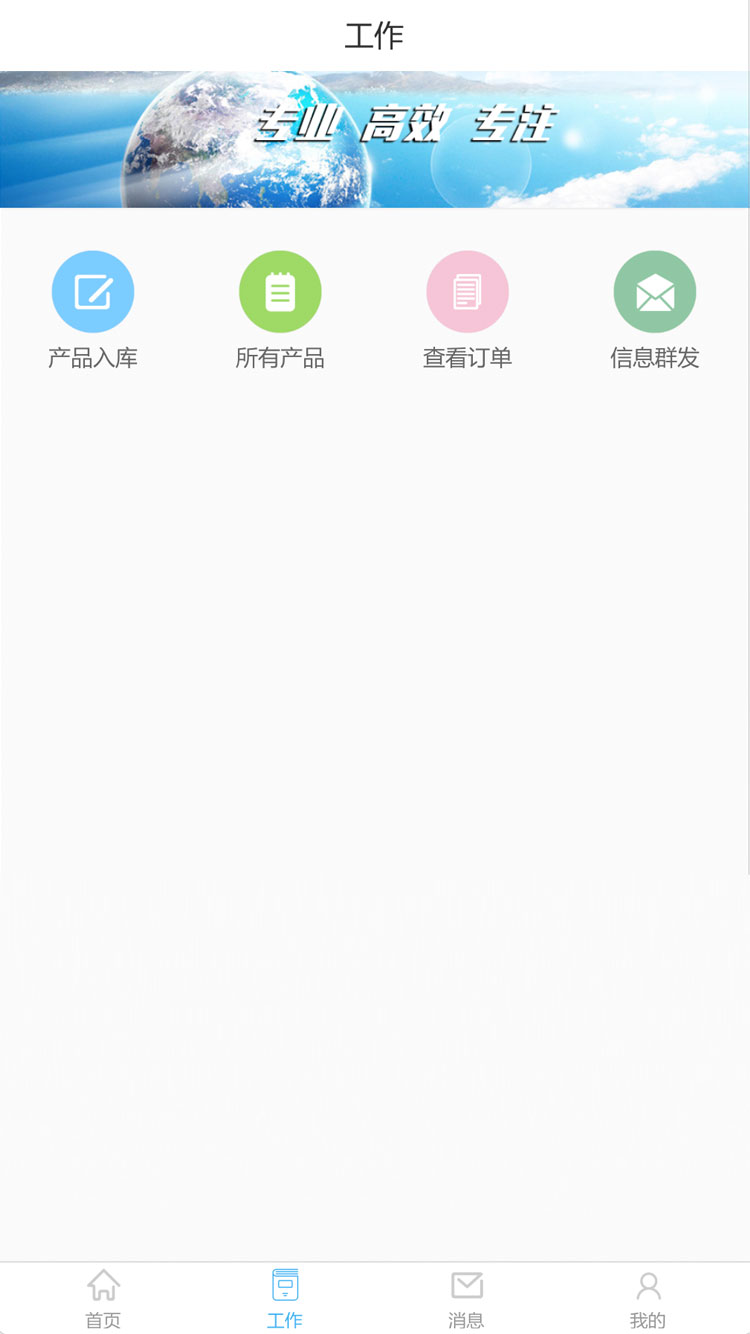 工作
专业 高效 专注
产品入库 所有产品 查看订单 信息群发
首页 工作 消息 我的